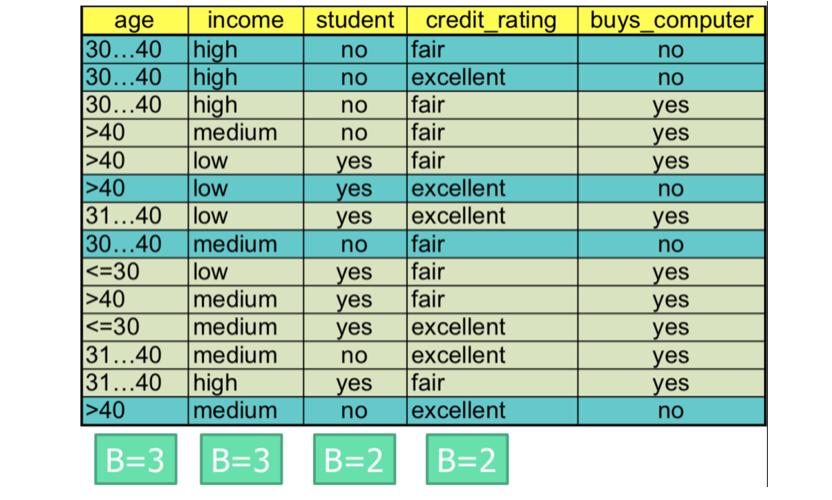 age income student credit_rating buys_computer
30...40 high no fair no
30...40 high no excellent no
30...40 high no fair yes
>40 medium no fair yes
>40 low yes fair yes
>40 low yes excellent no
31...40 low yes excellent yes
30...40 medium no fair no
<=30 low yes fair yes
>40 medium yes fair yes
<=30 medium yes excellent yes
31...40 medium no excellent yes
31...40 high yes fair yes
>40 medium no excellent no
B=3 B=3 B=2 B=2